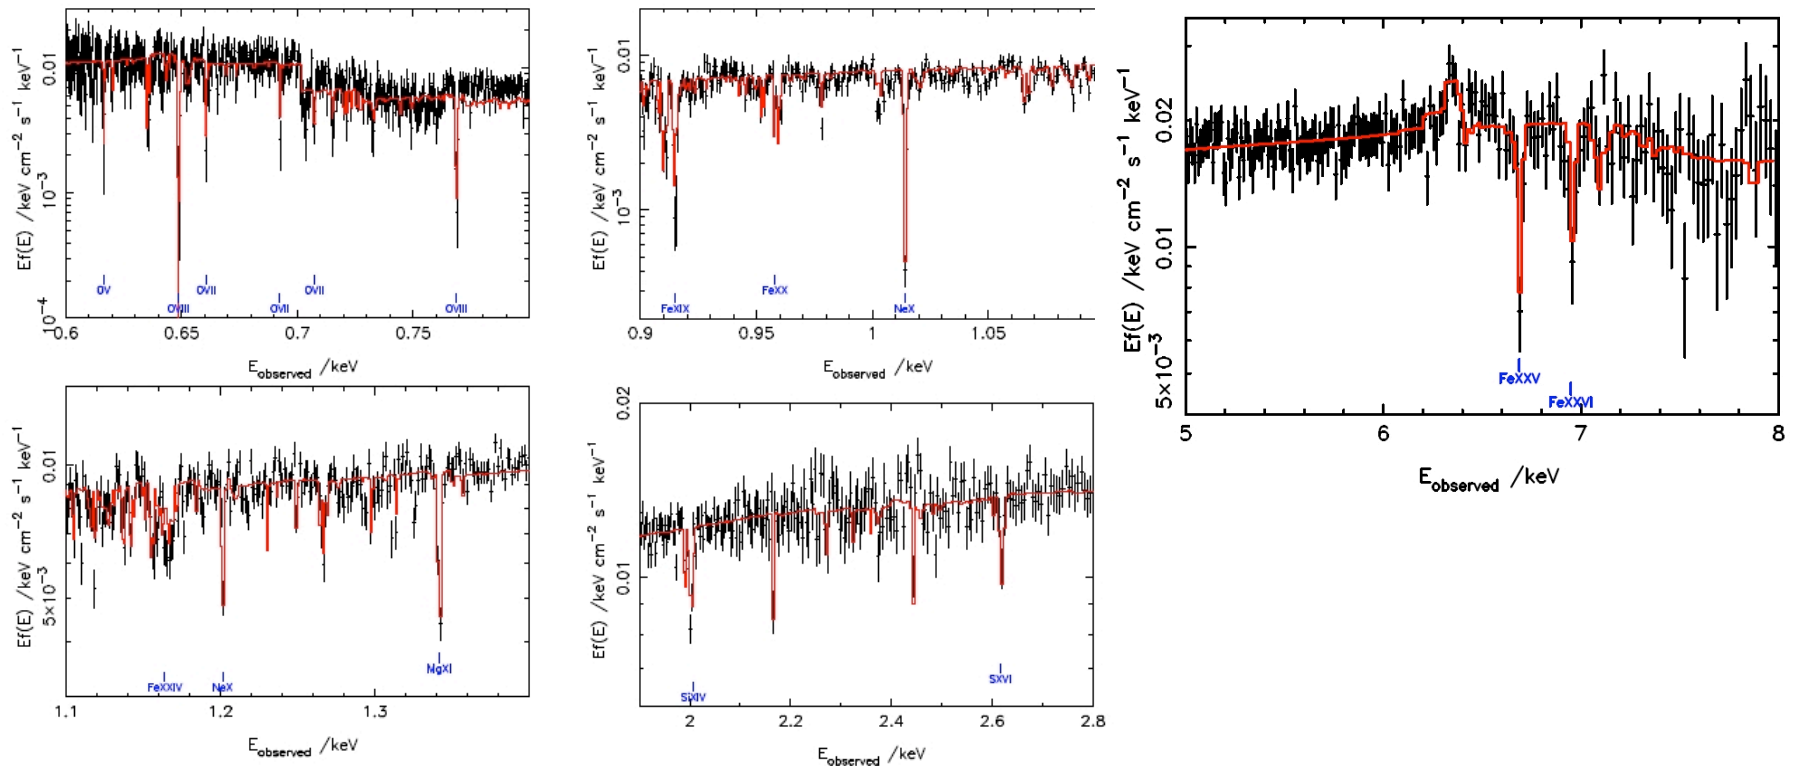 Ef(E) /keV cm⁻² s⁻¹ keV⁻¹
0.01
10⁻³
10⁻⁴
OV
OVIII
OVII
OVII
OVII
OVIII
0.6
0.65
0.7
0.75
E_observed /keV
Ef(E) /keV cm⁻² s⁻¹ keV⁻¹
0.01
10⁻³
FeXIX
FeXX
NeX
0.9
0.95
1
1.05
E_observed /keV
Ef(E) /keV cm⁻² s⁻¹ keV⁻¹
0.02
0.01
5×10⁻³
FeXXV
FeXXVI
5
6
7
8
E_observed /keV
Ef(E) /keV cm⁻² s⁻¹ keV⁻¹
0.01
5×10⁻³
FeXXIV
NeX
MgXI
1.1
1.2
1.3
E_observed /keV
Ef(E) /keV cm⁻² s⁻¹ keV⁻¹
0.02
0.01
SiXIV
SXVI
2
2.2
2.4
2.6
2.8
E_observed /keV